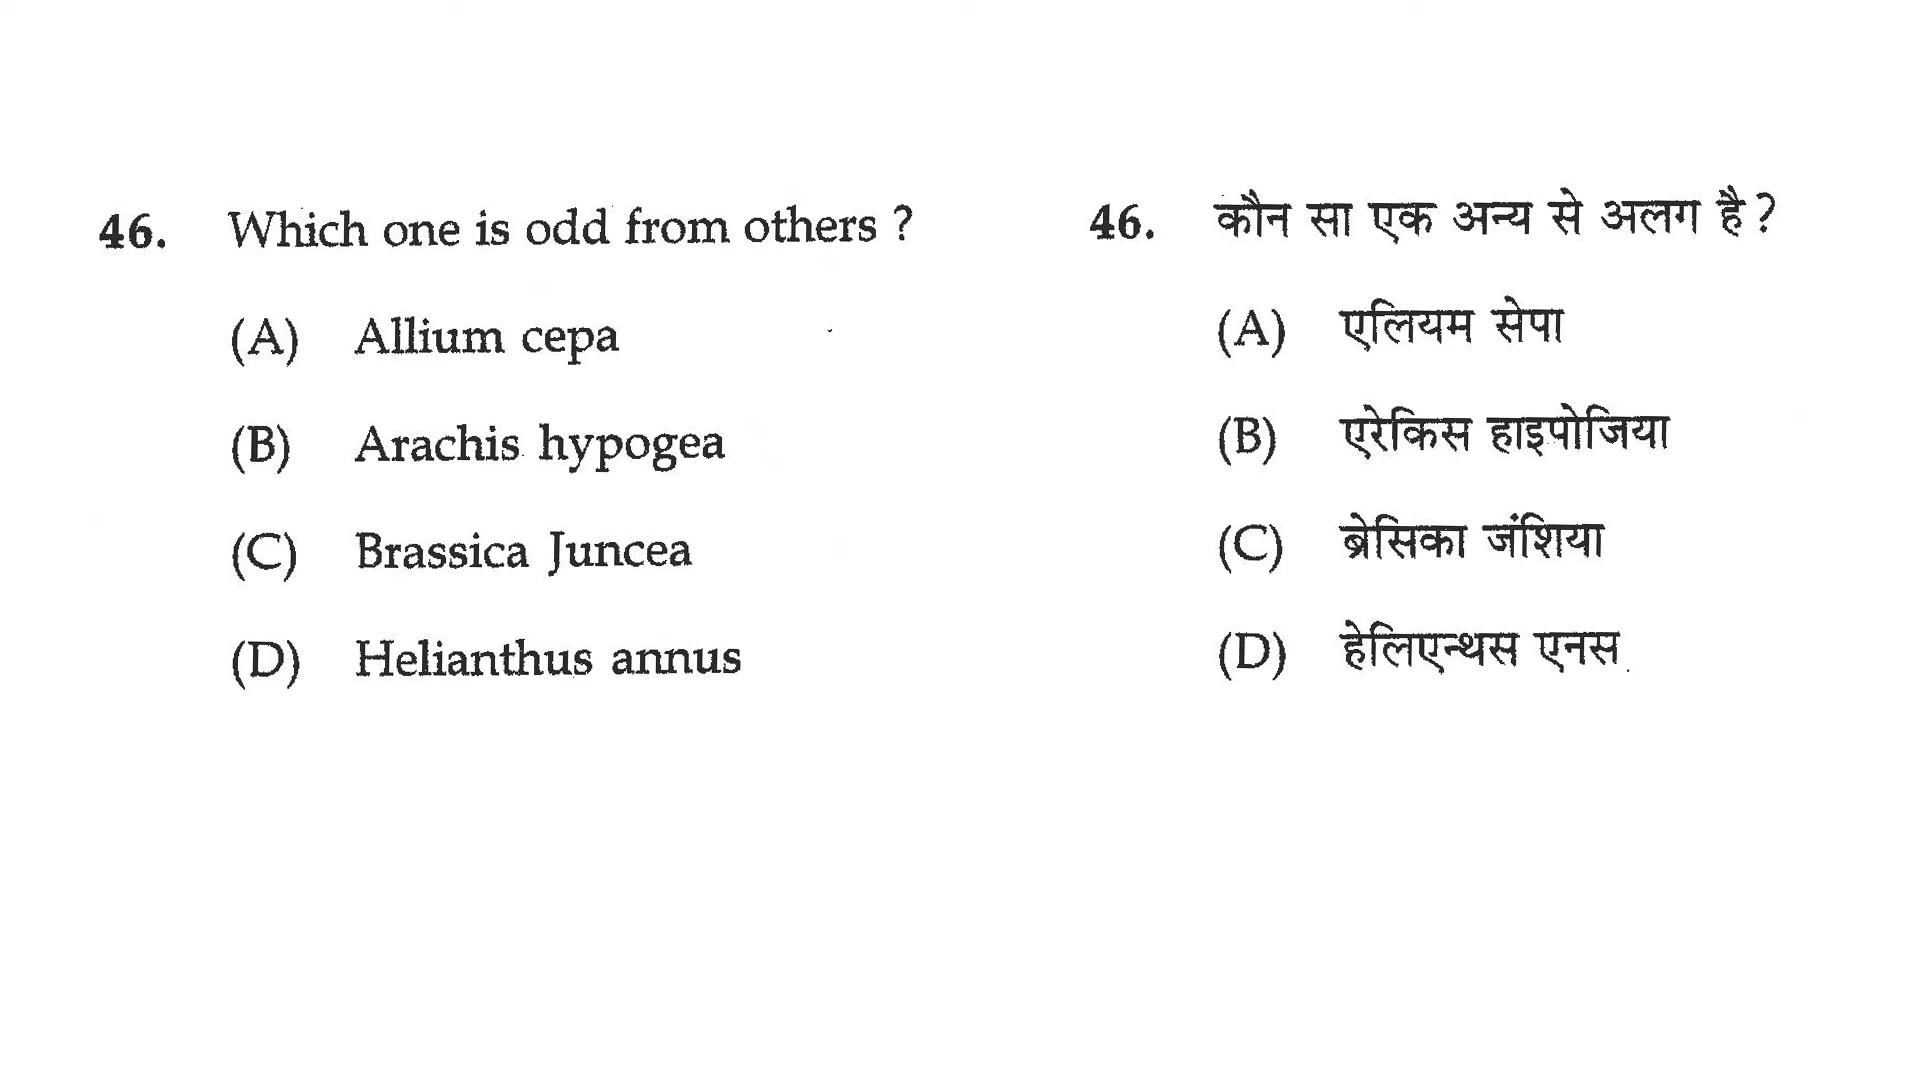 46. Which one is odd from others ?
(A) Allium cepa
(B) Arachis hypogea
(C) Brassica Juncea
(D) Helianthus annus
46. कौन सा एक अन्य से अलग है ?
(A) एलियम सेपा
(B) एरेकिस हाइपोजिया
(C) ब्रेसिका जंशिया
(D) हेलिएन्थस एनस